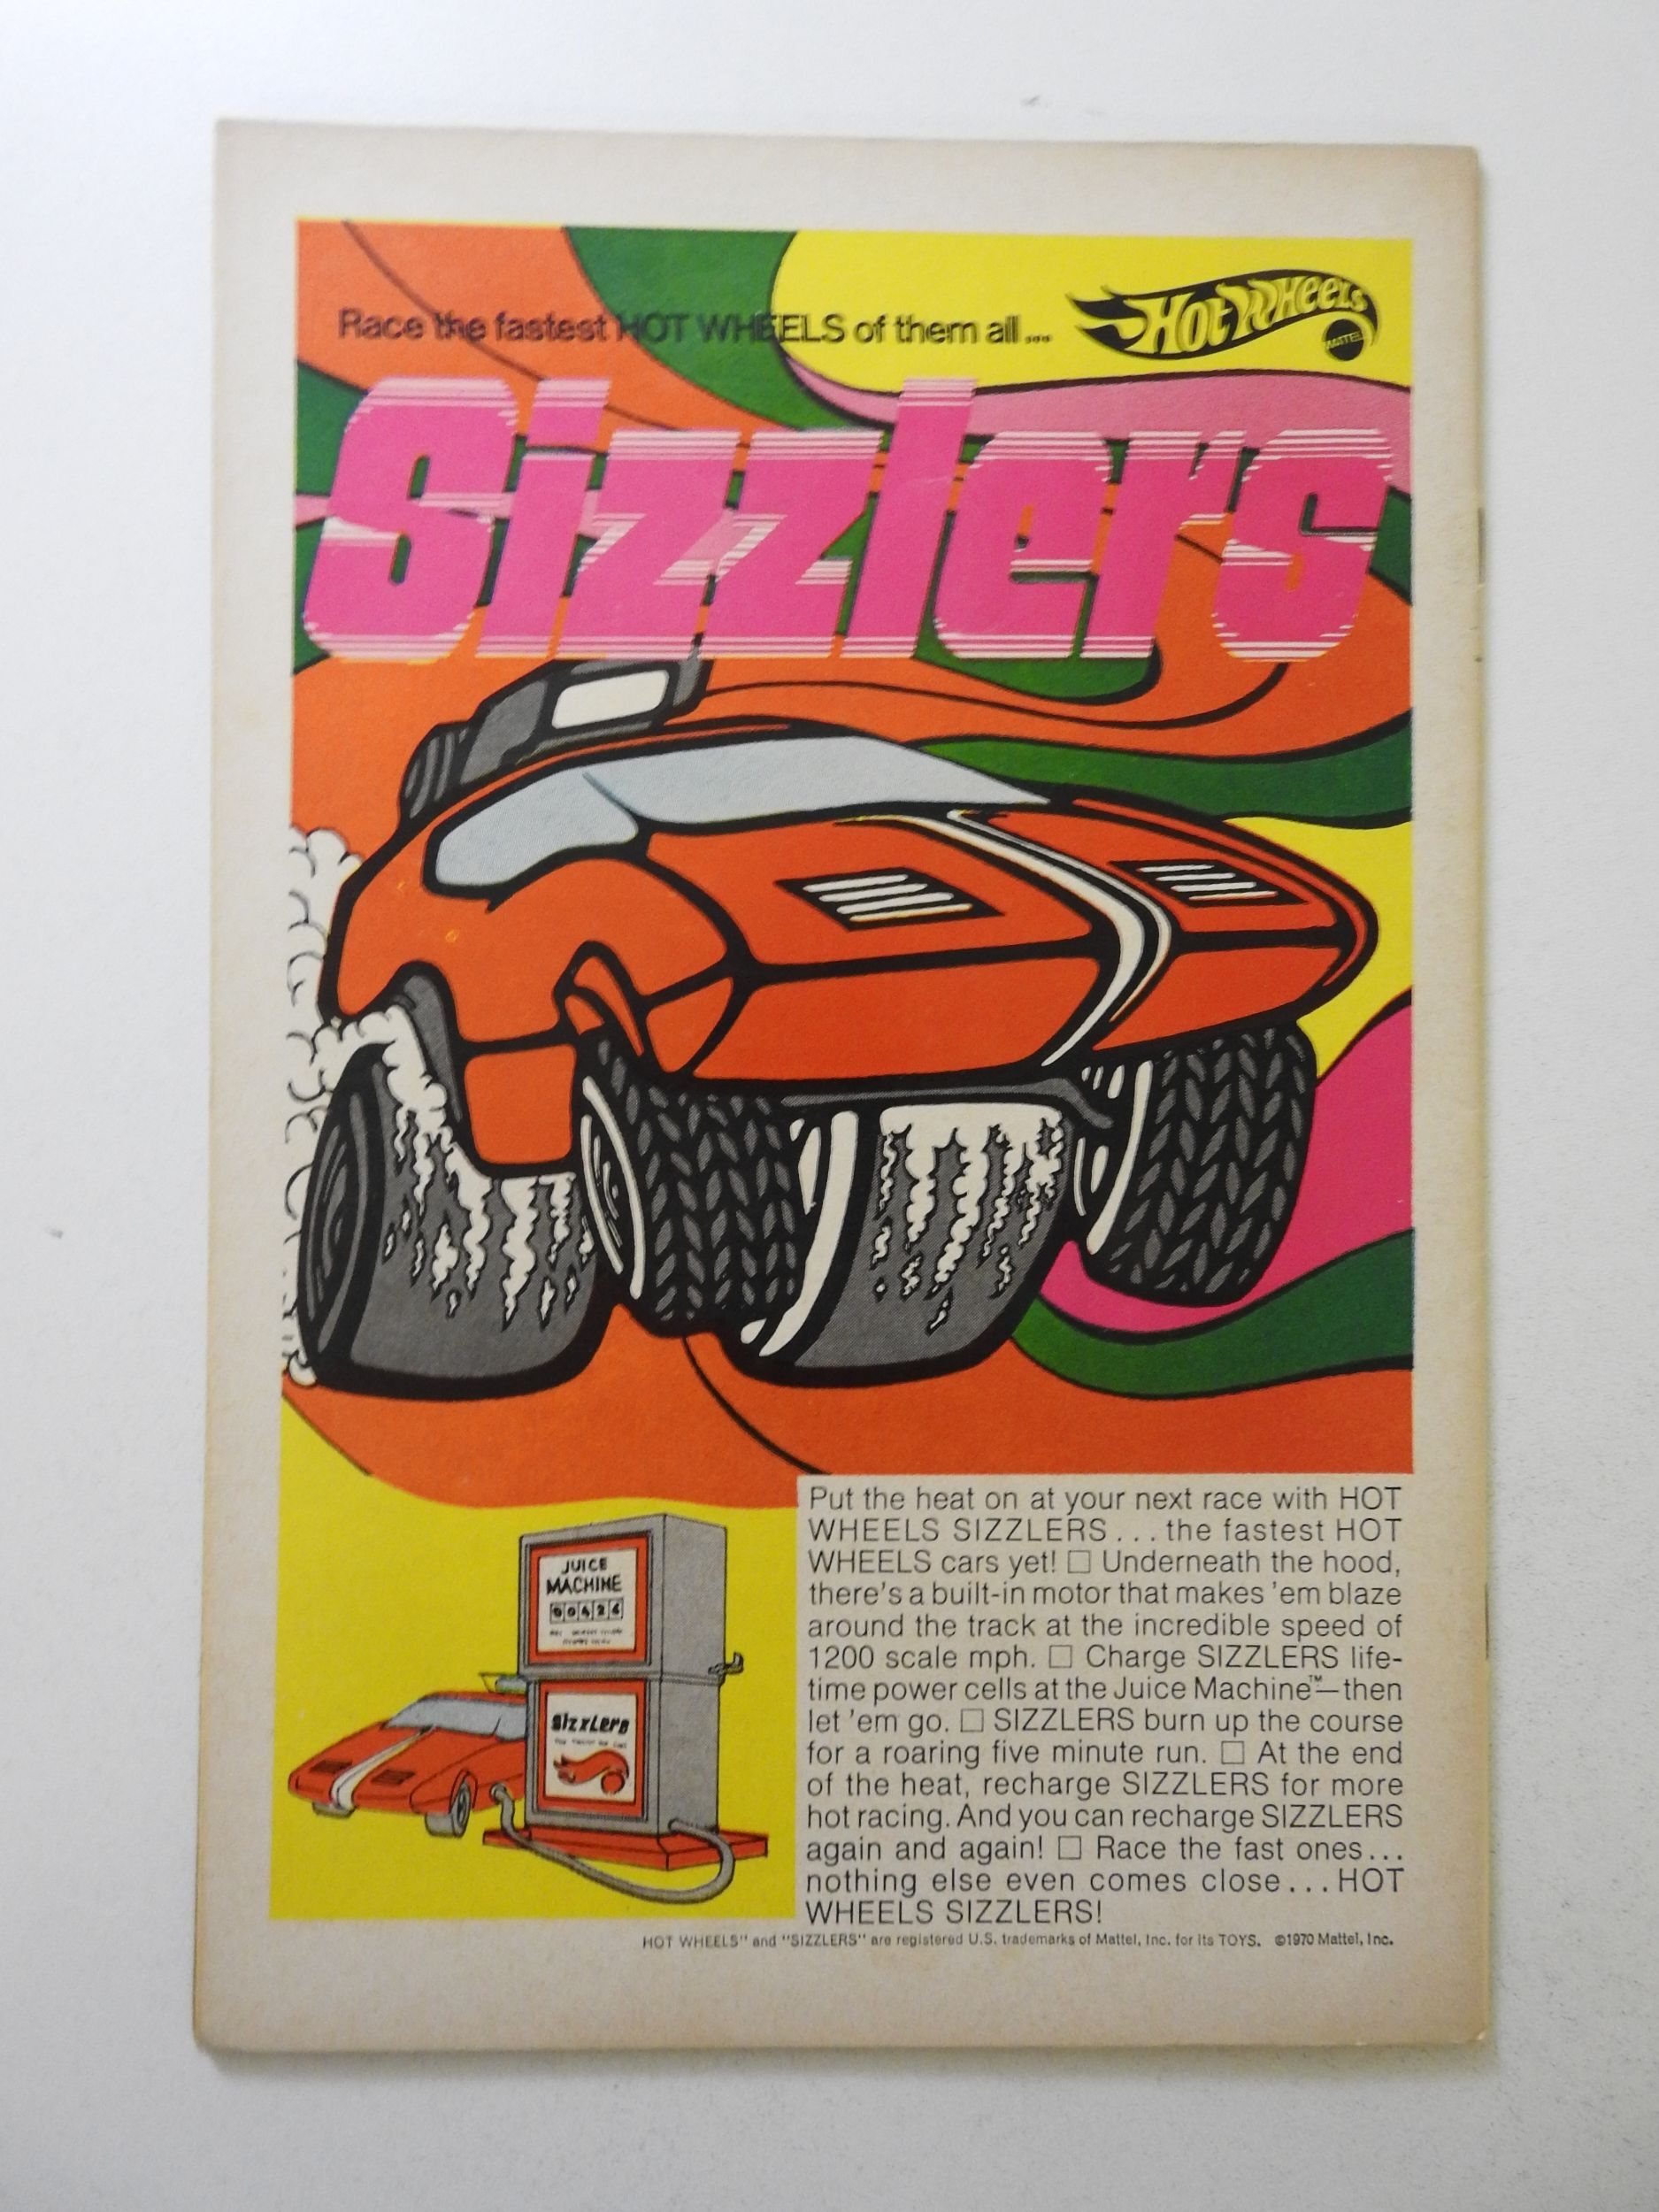 Race the fastest HOT WHEELS of them all...
Hot Wheels
MATTEL
Sizzlers
Put the heat on at your next race with HOT
WHEELS SIZZLERS...the fastest HOT
WHEELS cars yet! □ Underneath the hood,
there's a built-in motor that makes 'em blaze
around the track at the incredible speed of
1200 scale mph. □ Charge SIZZLERS life-
time power cells at the Juice Machine™—then
let 'em go. □ SIZZLERS burn up the course
for a roaring five minute run. □ At the end
of the heat, recharge SIZZLERS for more
hot racing. And you can recharge SIZZLERS
again and again! □ Race the fast ones...
nothing else even comes close...HOT
WHEELS SIZZLERS!
JUICE
MACHINE
00426
Sizzlers
HOT WHEELS" and "SIZZLERS" are registered U.S. trademarks of Mattel, Inc. for its TOYS. ©1970 Mattel, Inc.